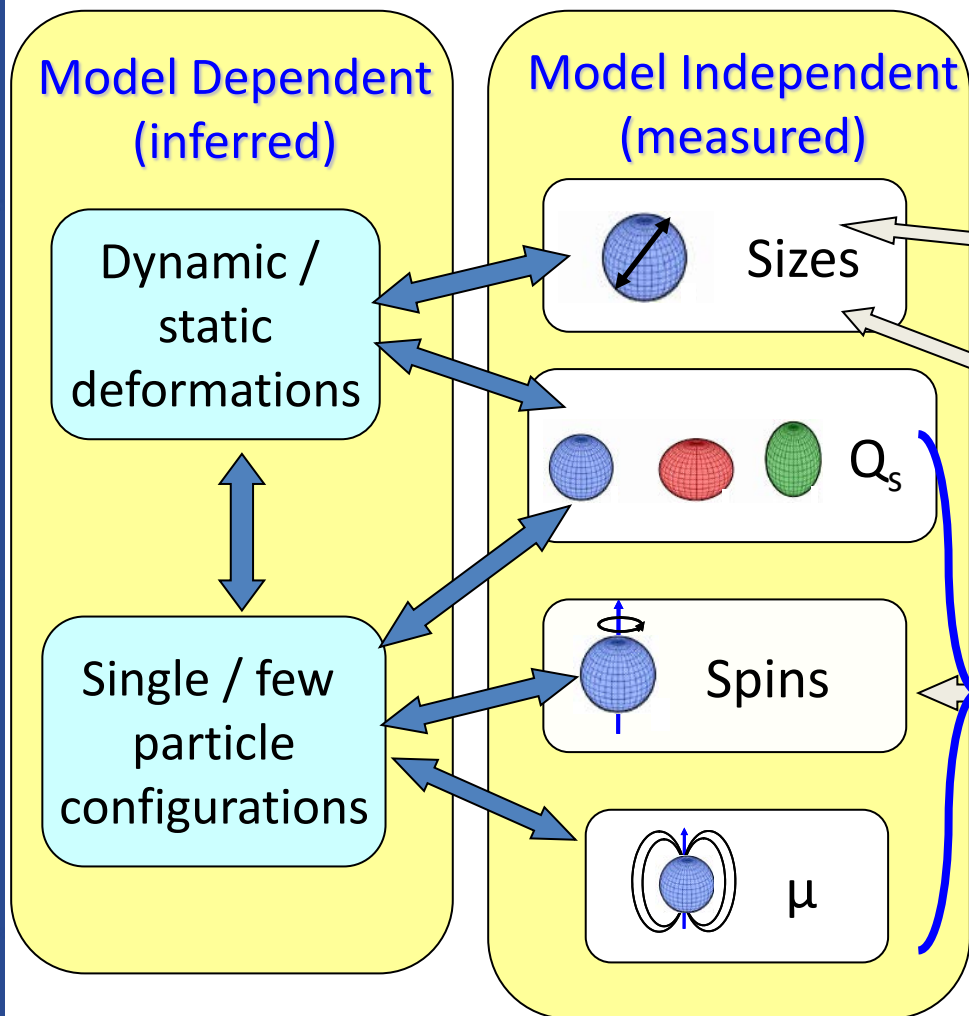 Model Dependent
(inferred)
Dynamic /
static
deformations
Single / few
particle
configurations
Model Independent
(measured)
Sizes
Qs
Spins
μ